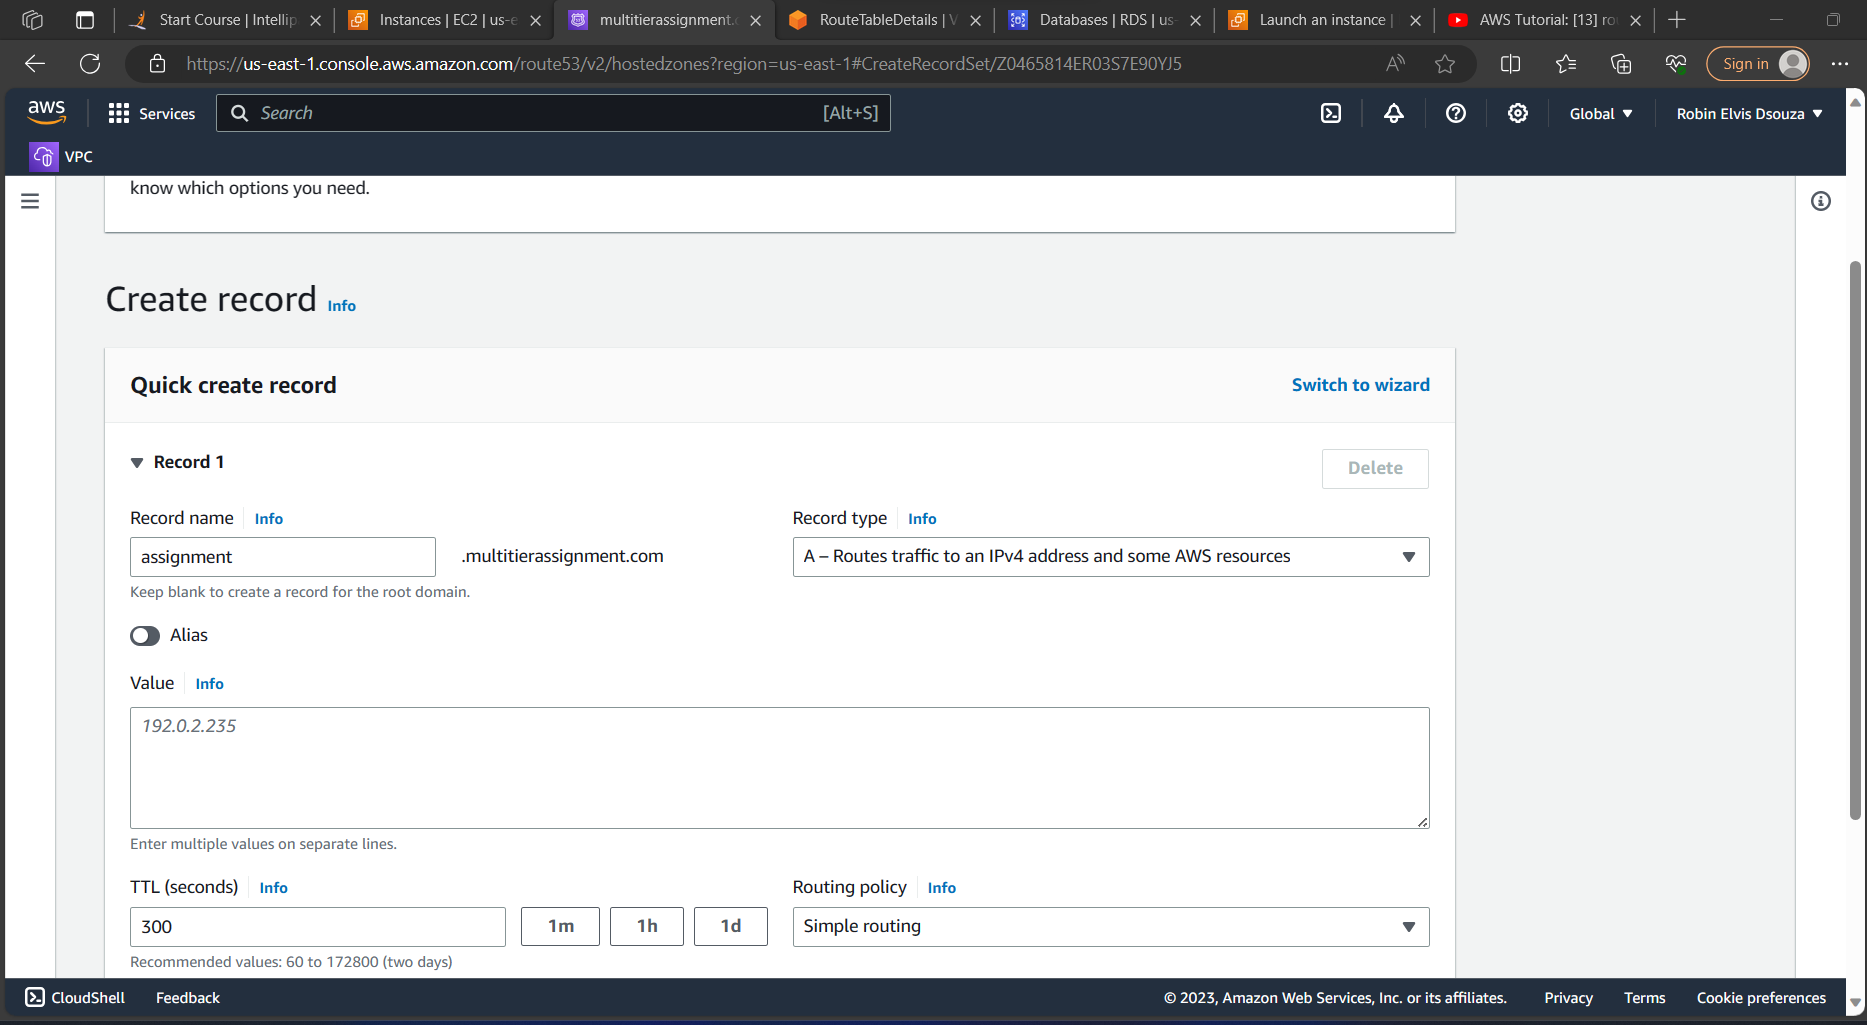 Start Course | Intellip
Instances | EC2 | us-e
multitierassignment.c
RouteTableDetails | V
Databases | RDS | us-
Launch an instance |
AWS Tutorial: [13] ro
https://us-east-1.console.aws.amazon.com/route53/v2/hostedzones?region=us-east-1#CreateRecordSet/Z0465814ER03S7E90YJ5
Sign in
aws
Services
Search
[Alt+S]
Global
Robin Elvis Dsouza
VPC
know which options you need.
Create record Info
Quick create record
Switch to wizard
Record 1
Delete
Record name Info
Record type Info
assignment
.multitierassignment.com
A – Routes traffic to an IPv4 address and some AWS resources
Keep blank to create a record for the root domain.
Alias
Value Info
192.0.2.235
Enter multiple values on separate lines.
TTL (seconds) Info
Routing policy Info
300
1m
1h
1d
Simple routing
Recommended values: 60 to 172800 (two days)
CloudShell
Feedback
© 2023, Amazon Web Services, Inc. or its affiliates.
Privacy
Terms
Cookie preferences